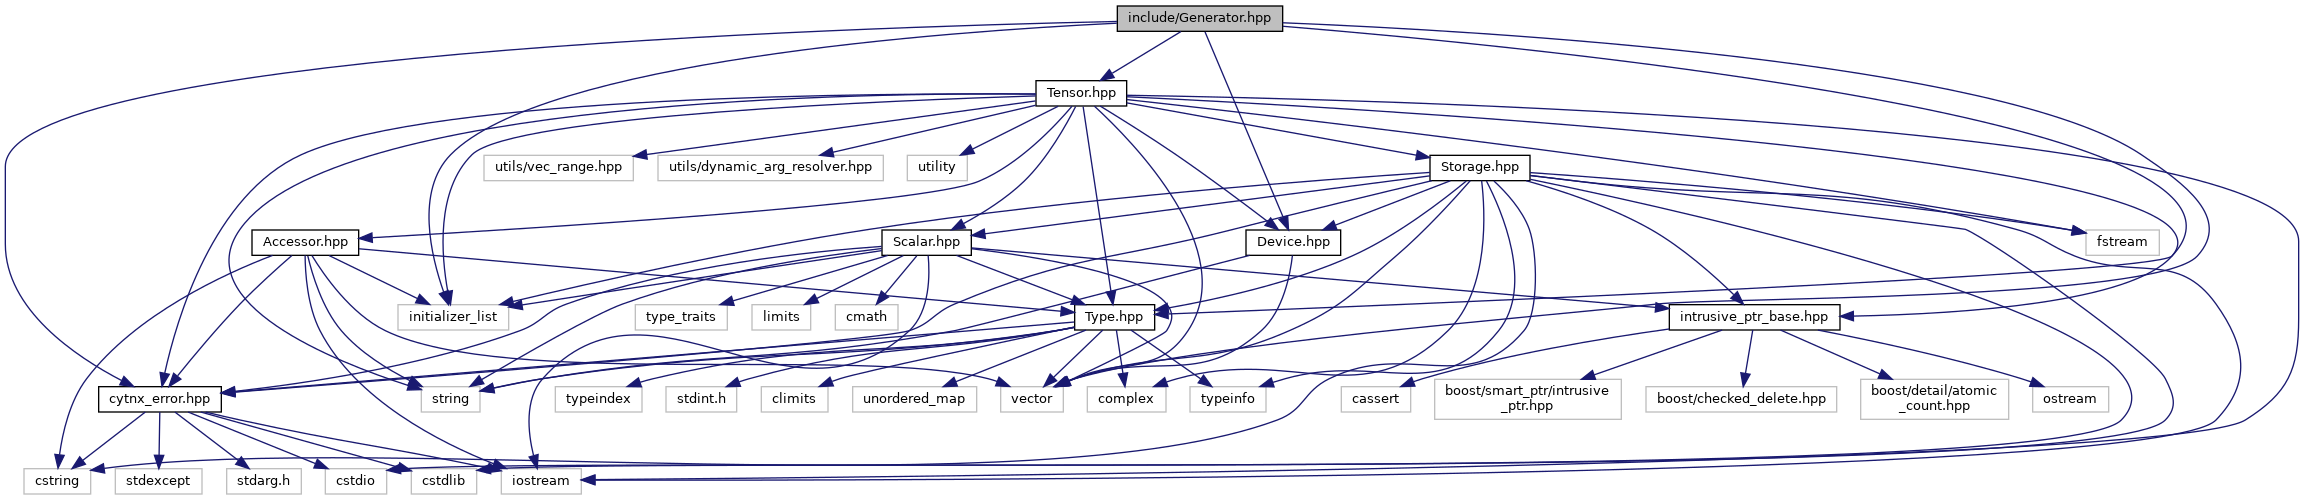 include/Generator.hpp
Tensor.hpp
utils/vec_range.hpp
utils/dynamic_arg_resolver.hpp
utility
Storage.hpp
Accessor.hpp
Scalar.hpp
Device.hpp
fstream
initializer_list
type_traits
limits
cmath
Type.hpp
intrusive_ptr_base.hpp
cytnx_error.hpp
string
typeindex
stdint.h
climits
unordered_map
vector
complex
typeinfo
cassert
boost/smart_ptr/intrusive
_ptr.hpp
boost/checked_delete.hpp
boost/detail/atomic
_count.hpp
ostream
cstring
stdexcept
stdarg.h
cstdio
cstdlib
iostream